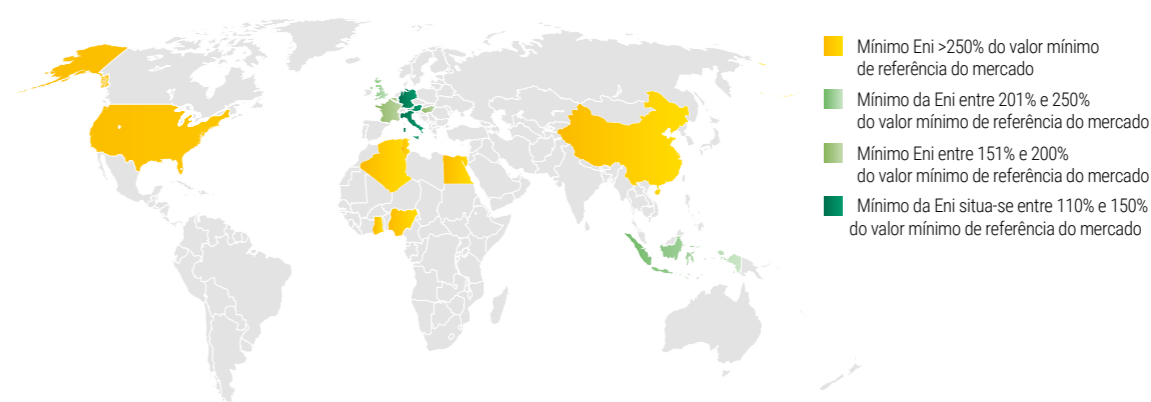 Mínimo Eni >250% do valor mínimo
de referência do mercado
Mínimo da Eni entre 201% e 250%
do valor mínimo de referência do mercado
Mínimo Eni entre 151% e 200%
do valor mínimo de referência do mercado
Mínimo da Eni situa-se entre 110% e 150%
do valor mínimo de referência do mercado